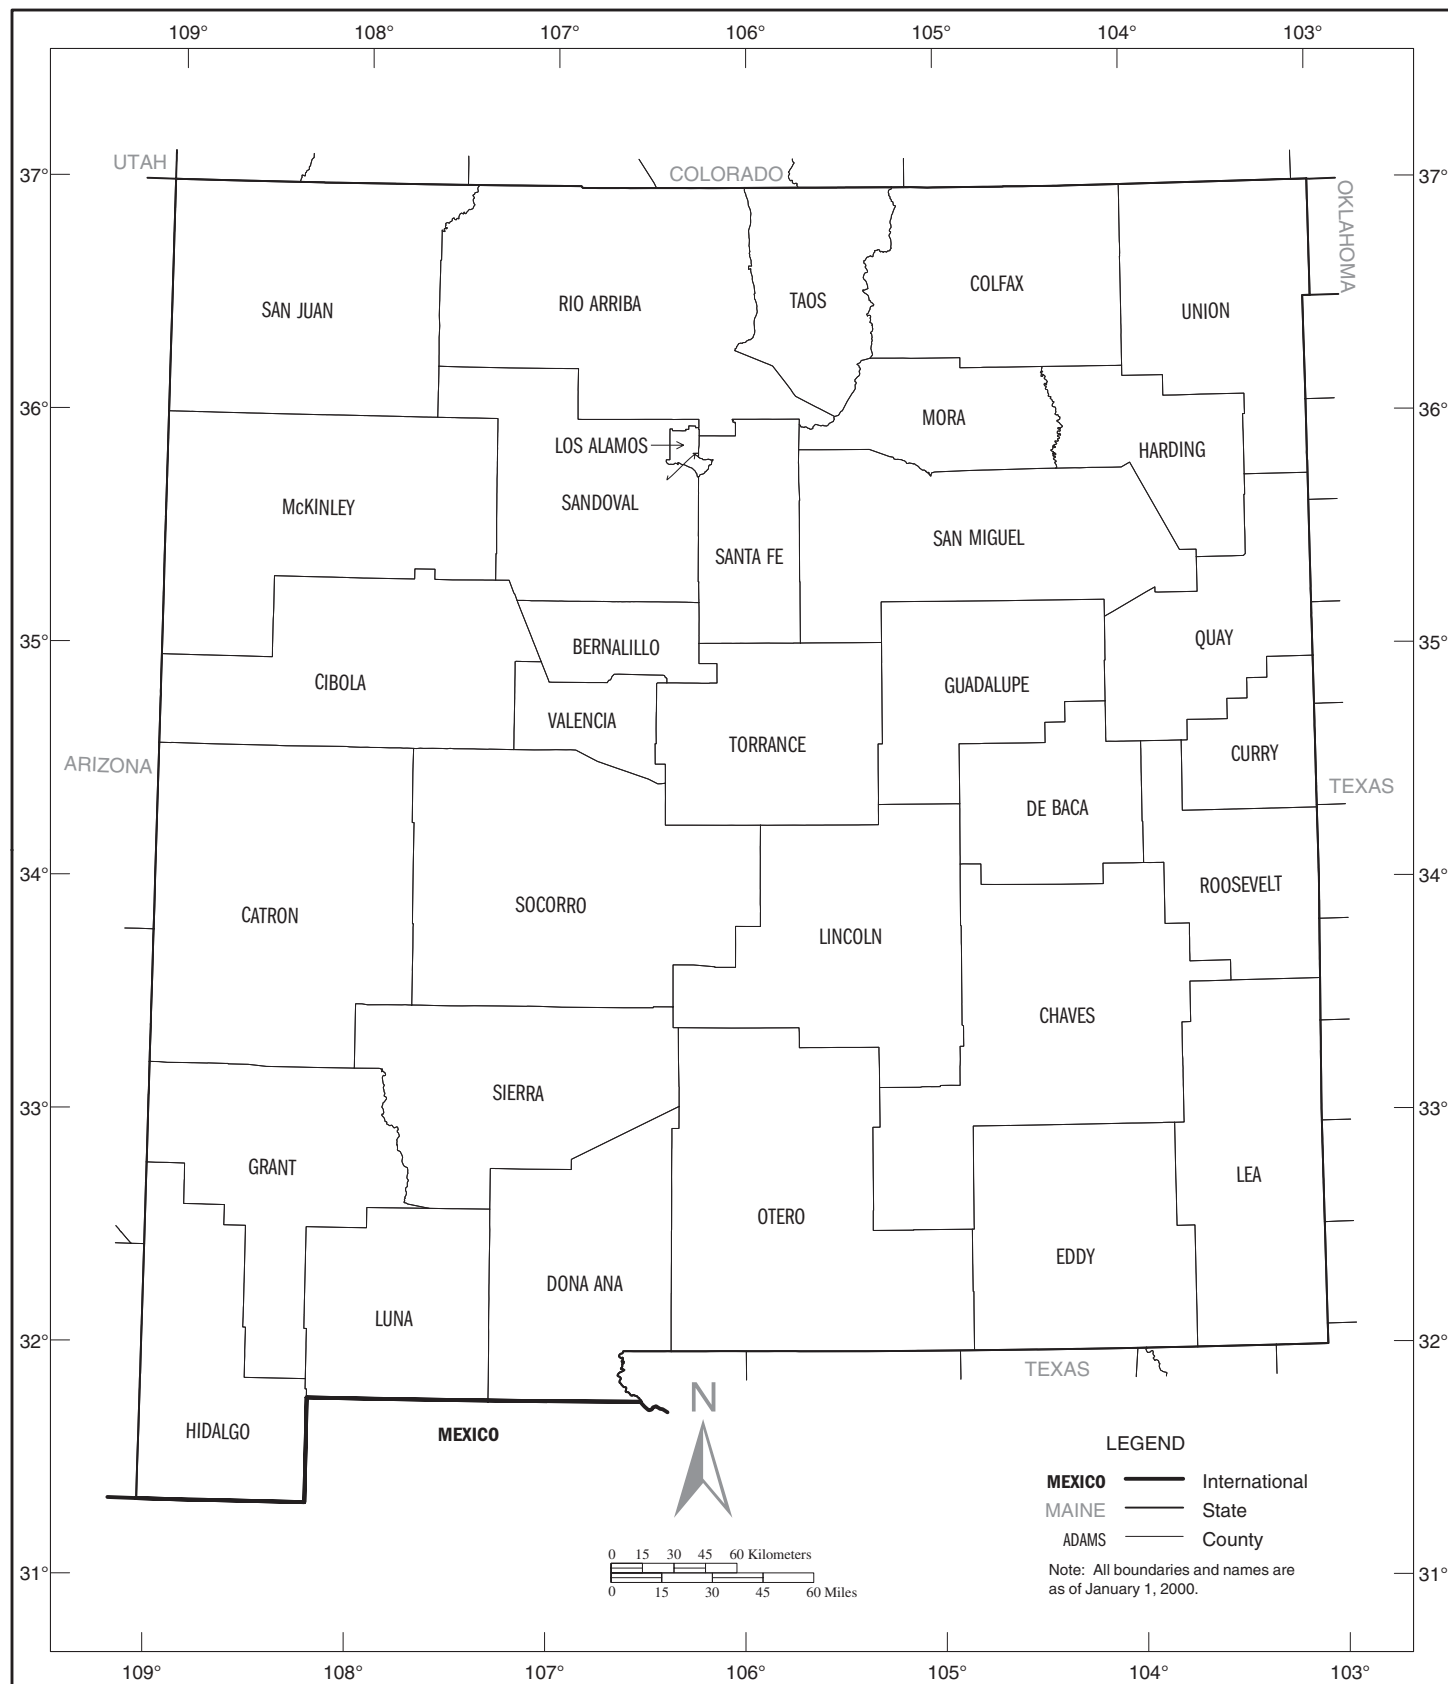 109° 108° 107° 106° 105° 104° 103°
UTAH
COLORADO
37° 37°
OKLAHOMA
SAN JUAN
RIO ARRIBA
TAOS
COLFAX
UNION
36° 36°
MORA
LOS ALAMOS
HARDING
McKINLEY
SANDOVAL
SAN MIGUEL
SANTA FE
35° 35°
BERNALILLO
QUAY
CIBOLA
GUADALUPE
VALENCIA
TORRANCE
CURRY
ARIZONA
TEXAS
DE BACA
34° 34°
ROOSEVELT
CATRON
SOCORRO
LINCOLN
CHAVES
SIERRA
33° 33°
GRANT
LEA
OTERO
EDDY
DONA ANA
LUNA
32° 32°
TEXAS
N
HIDALGO
MEXICO
LEGEND
MEXICO International
MAINE State
ADAMS County
Note: All boundaries and names are
as of January 1, 2000.
0 15 30 45 60 Kilometers
0 15 30 45 60 Miles
31° 31°
109° 108° 107° 106° 105° 104° 103°